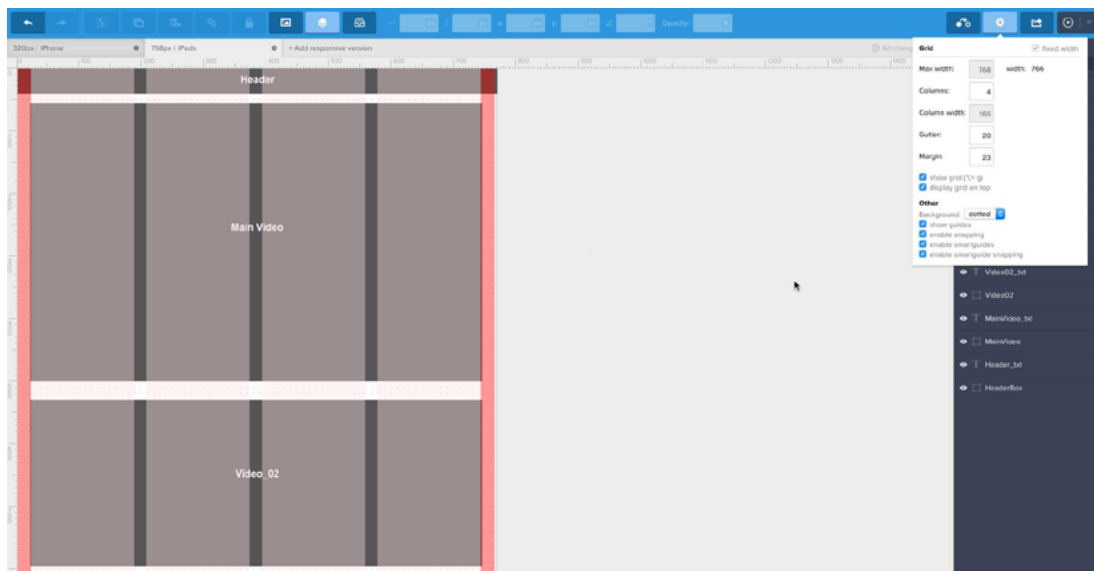 Opacity:
320px / iPhone
768px / iPads
+ Add responsive version
All chang
Grid
fixed width
Max width: 768 width: 766
Columns: 4
Column width: 165
Gutter: 20
Margin: 23
display grid on top
Other
Background: dotted
show guides
enable snapping
enable smartguides
enable smartguide snapping
Header
Main Video
Video_02
Video02_txt
Video02
MainVideo_txt
MainVideo
Header_txt
HeaderBox